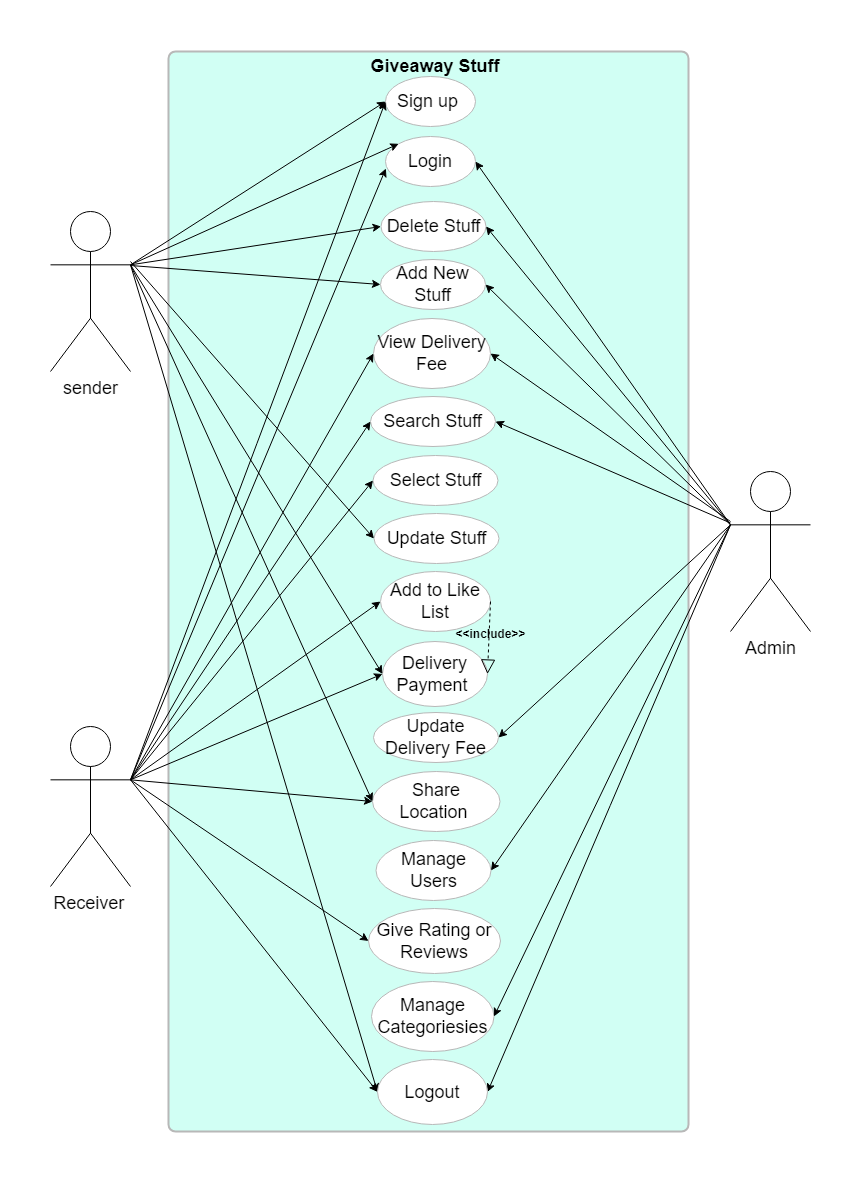 Giveaway Stuff
Sign up
Login
Delete Stuff
Add New
Stuff
View Delivery
Fee
sender
Search Stuff
Select Stuff
Update Stuff
Add to Like
List
<<include>>
Admin
Delivery
Payment
Update
Delivery Fee
Share
Location
Manage
Users
Receiver
Give Rating or
Reviews
Manage
Categoriesies
Logout